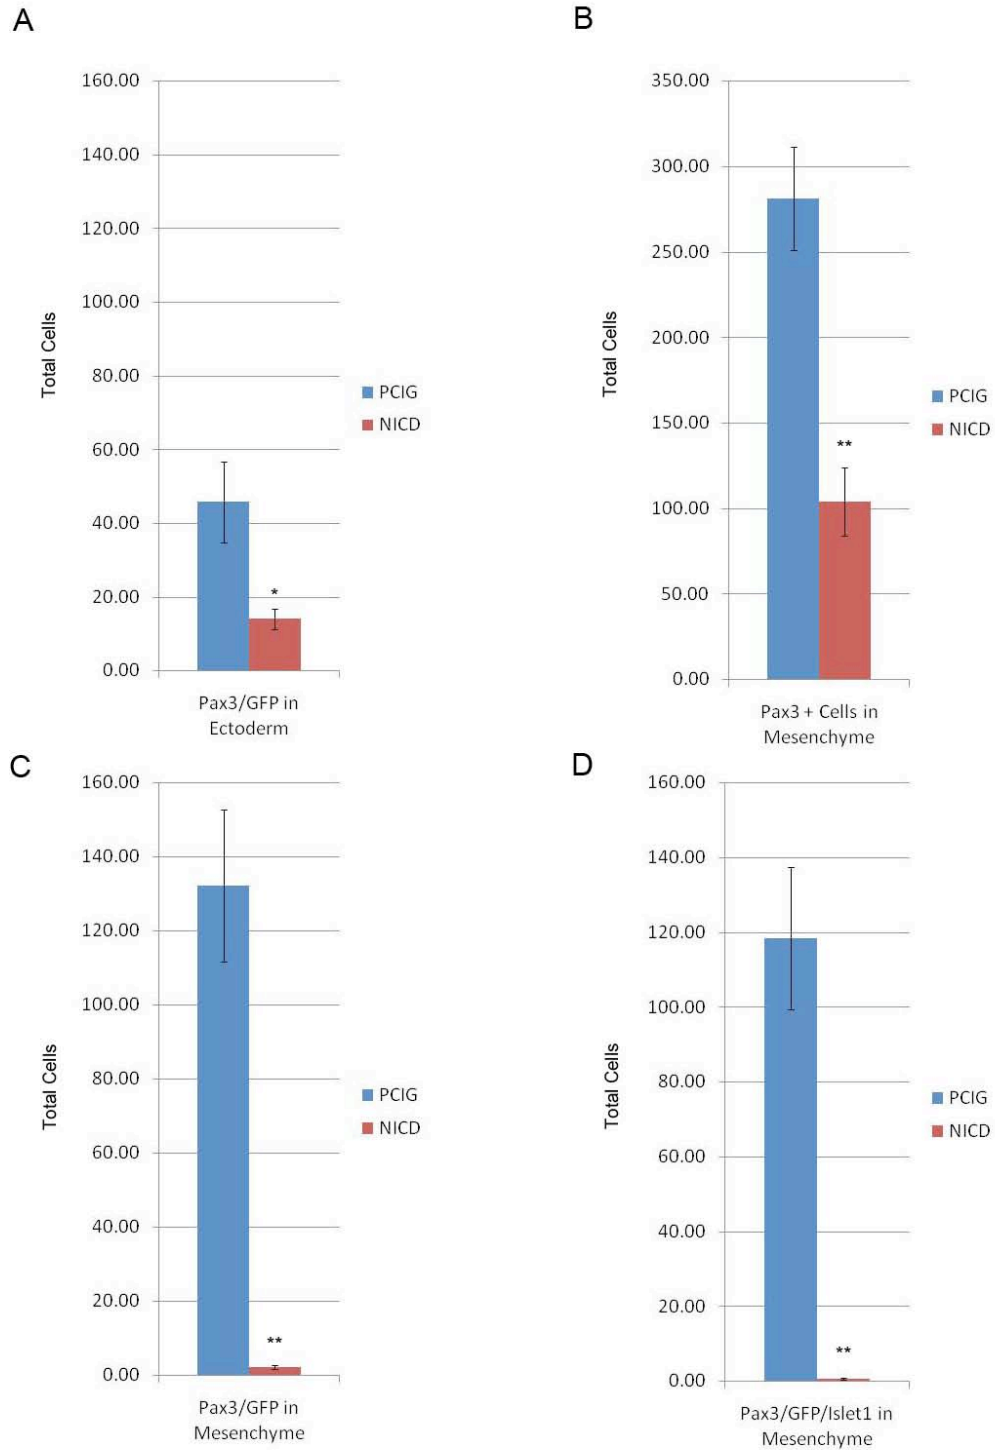 A
160.00
140.00
120.00
100.00
80.00
60.00
40.00
20.00
0.00
Total Cells
*
PCIG
NICD
Pax3/GFP in
Ectoderm
B
350.00
300.00
250.00
200.00
150.00
100.00
50.00
0.00
Total Cells
**
PCIG
NICD
Pax3 + Cells in
Mesenchyme
C
160.00
140.00
120.00
100.00
80.00
60.00
40.00
20.00
0.00
Total Cells
**
PCIG
NICD
Pax3/GFP in
Mesenchyme
D
160.00
140.00
120.00
100.00
80.00
60.00
40.00
20.00
0.00
Total Cells
**
PCIG
NICD
Pax3/GFP/Islet1 in
Mesenchyme